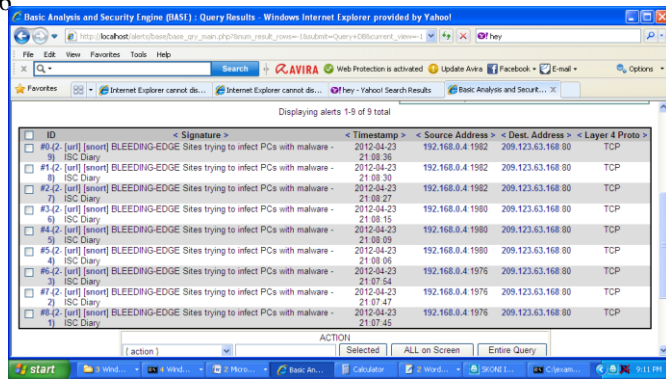 Basic Analysis and Security Engine (BASE) : Query Results - Windows Internet Explorer provided by Yahoo!
http://localhost/alerts/base/base_qry_main.php?&num_result_rows=-1&submit=Query+DB&current_view=-1
hey
File Edit View Favorites Tools Help
Search AVIRA Web Protection is activated Update Avira Facebook E-mail Options
Favorites Internet Explorer cannot dis... Internet Explorer cannot dis... hey - Yahoo! Search Results Basic Analysis and Securit...
Displaying alerts 1-9 of 9 total
ID < Signature > < Timestamp > < Source Address > < Dest. Address > < Layer 4 Proto >
#0-(2- [url] [snort] BLEEDING-EDGE Sites trying to infect PCs with malware - 2012-04-23 192.168.0.4:1982 209.123.63.168:80 TCP
9) ISC Diary 21:08:36
#1-(2- [url] [snort] BLEEDING-EDGE Sites trying to infect PCs with malware - 2012-04-23 192.168.0.4:1982 209.123.63.168:80 TCP
8) ISC Diary 21:08:30
#2-(2- [url] [snort] BLEEDING-EDGE Sites trying to infect PCs with malware - 2012-04-23 192.168.0.4:1982 209.123.63.168:80 TCP
7) ISC Diary 21:08:27
#3-(2- [url] [snort] BLEEDING-EDGE Sites trying to infect PCs with malware - 2012-04-23 192.168.0.4:1980 209.123.63.168:80 TCP
6) ISC Diary 21:08:15
#4-(2- [url] [snort] BLEEDING-EDGE Sites trying to infect PCs with malware - 2012-04-23 192.168.0.4:1980 209.123.63.168:80 TCP
5) ISC Diary 21:08:09
#5-(2- [url] [snort] BLEEDING-EDGE Sites trying to infect PCs with malware - 2012-04-23 192.168.0.4:1980 209.123.63.168:80 TCP
4) ISC Diary 21:08:06
#6-(2- [url] [snort] BLEEDING-EDGE Sites trying to infect PCs with malware - 2012-04-23 192.168.0.4:1976 209.123.63.168:80 TCP
3) ISC Diary 21:07:54
#7-(2- [url] [snort] BLEEDING-EDGE Sites trying to infect PCs with malware - 2012-04-23 192.168.0.4:1976 209.123.63.168:80 TCP
2) ISC Diary 21:07:47
#8-(2- [url] [snort] BLEEDING-EDGE Sites trying to infect PCs with malware - 2012-04-23 192.168.0.4:1976 209.123.63.168:80 TCP
1) ISC Diary 21:07:45
ACTION
{ action } Selected ALL on Screen Entire Query
start 3 Wind... 4 Wind... 2 Micro... Basic An... Calculator 2 Word... SKONI I... C:\exam... 9:11 PM